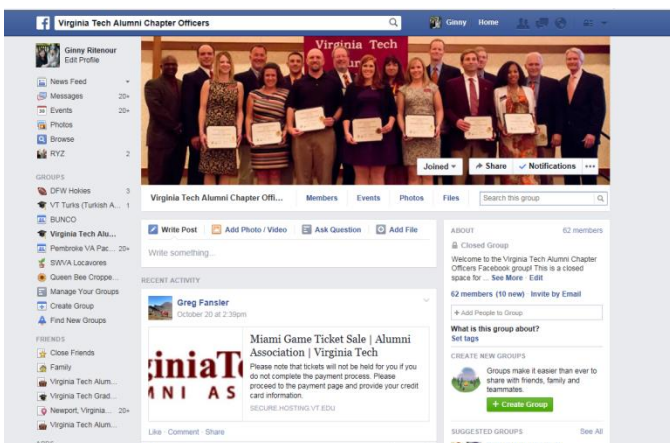 Virginia Tech Alumni Chapter Officers
Ginny
Home
Ginny Ritenour
Edit Profile
News Feed
Messages 20+
Events 20+
Photos
Browse
RYZ 2
GROUPS
DFW Hokies 3
VT Turks (Turkish A... 1
BUNCO
Virginia Tech Alu...
Pembroke VA Pac... 20+
SWVA Locavores
Queen Bee Croppe...
Manage Your Groups
Create Group
Find New Groups
FRIENDS
Close Friends
Family
Virginia Tech Alum...
Virginia Tech Grad...
Newport, Virginia... 20+
Virginia Tech Alum...
Virginia Tech
Joined
Share
Notifications
Virginia Tech Alumni Chapter Offi...
Members
Events
Photos
Files
Search this group
Write Post
Add Photo / Video
Ask Question
Add File
Write something...
RECENT ACTIVITY
Greg Fansler
October 20 at 2:39pm
Miami Game Ticket Sale | Alumni
Association | Virginia Tech
Please note that tickets will not be held for you if you
do not complete the payment process. Please
proceed to the payment page and provide your credit
card information.
SECURE.HOSTING.VT.EDU
iniaT
MNI AS
Like · Comment · Share
ABOUT
62 members
Closed Group
Welcome to the Virginia Tech Alumni Chapter
Officers Facebook group! This is a closed
space for ... See More · Edit
62 members (10 new) · Invite by Email
+ Add People to Group
What is this group about?
Set tags
CREATE NEW GROUPS
Groups make it easier than ever to
share with friends, family and
teammates.
+ Create Group
SUGGESTED GROUPS
See All